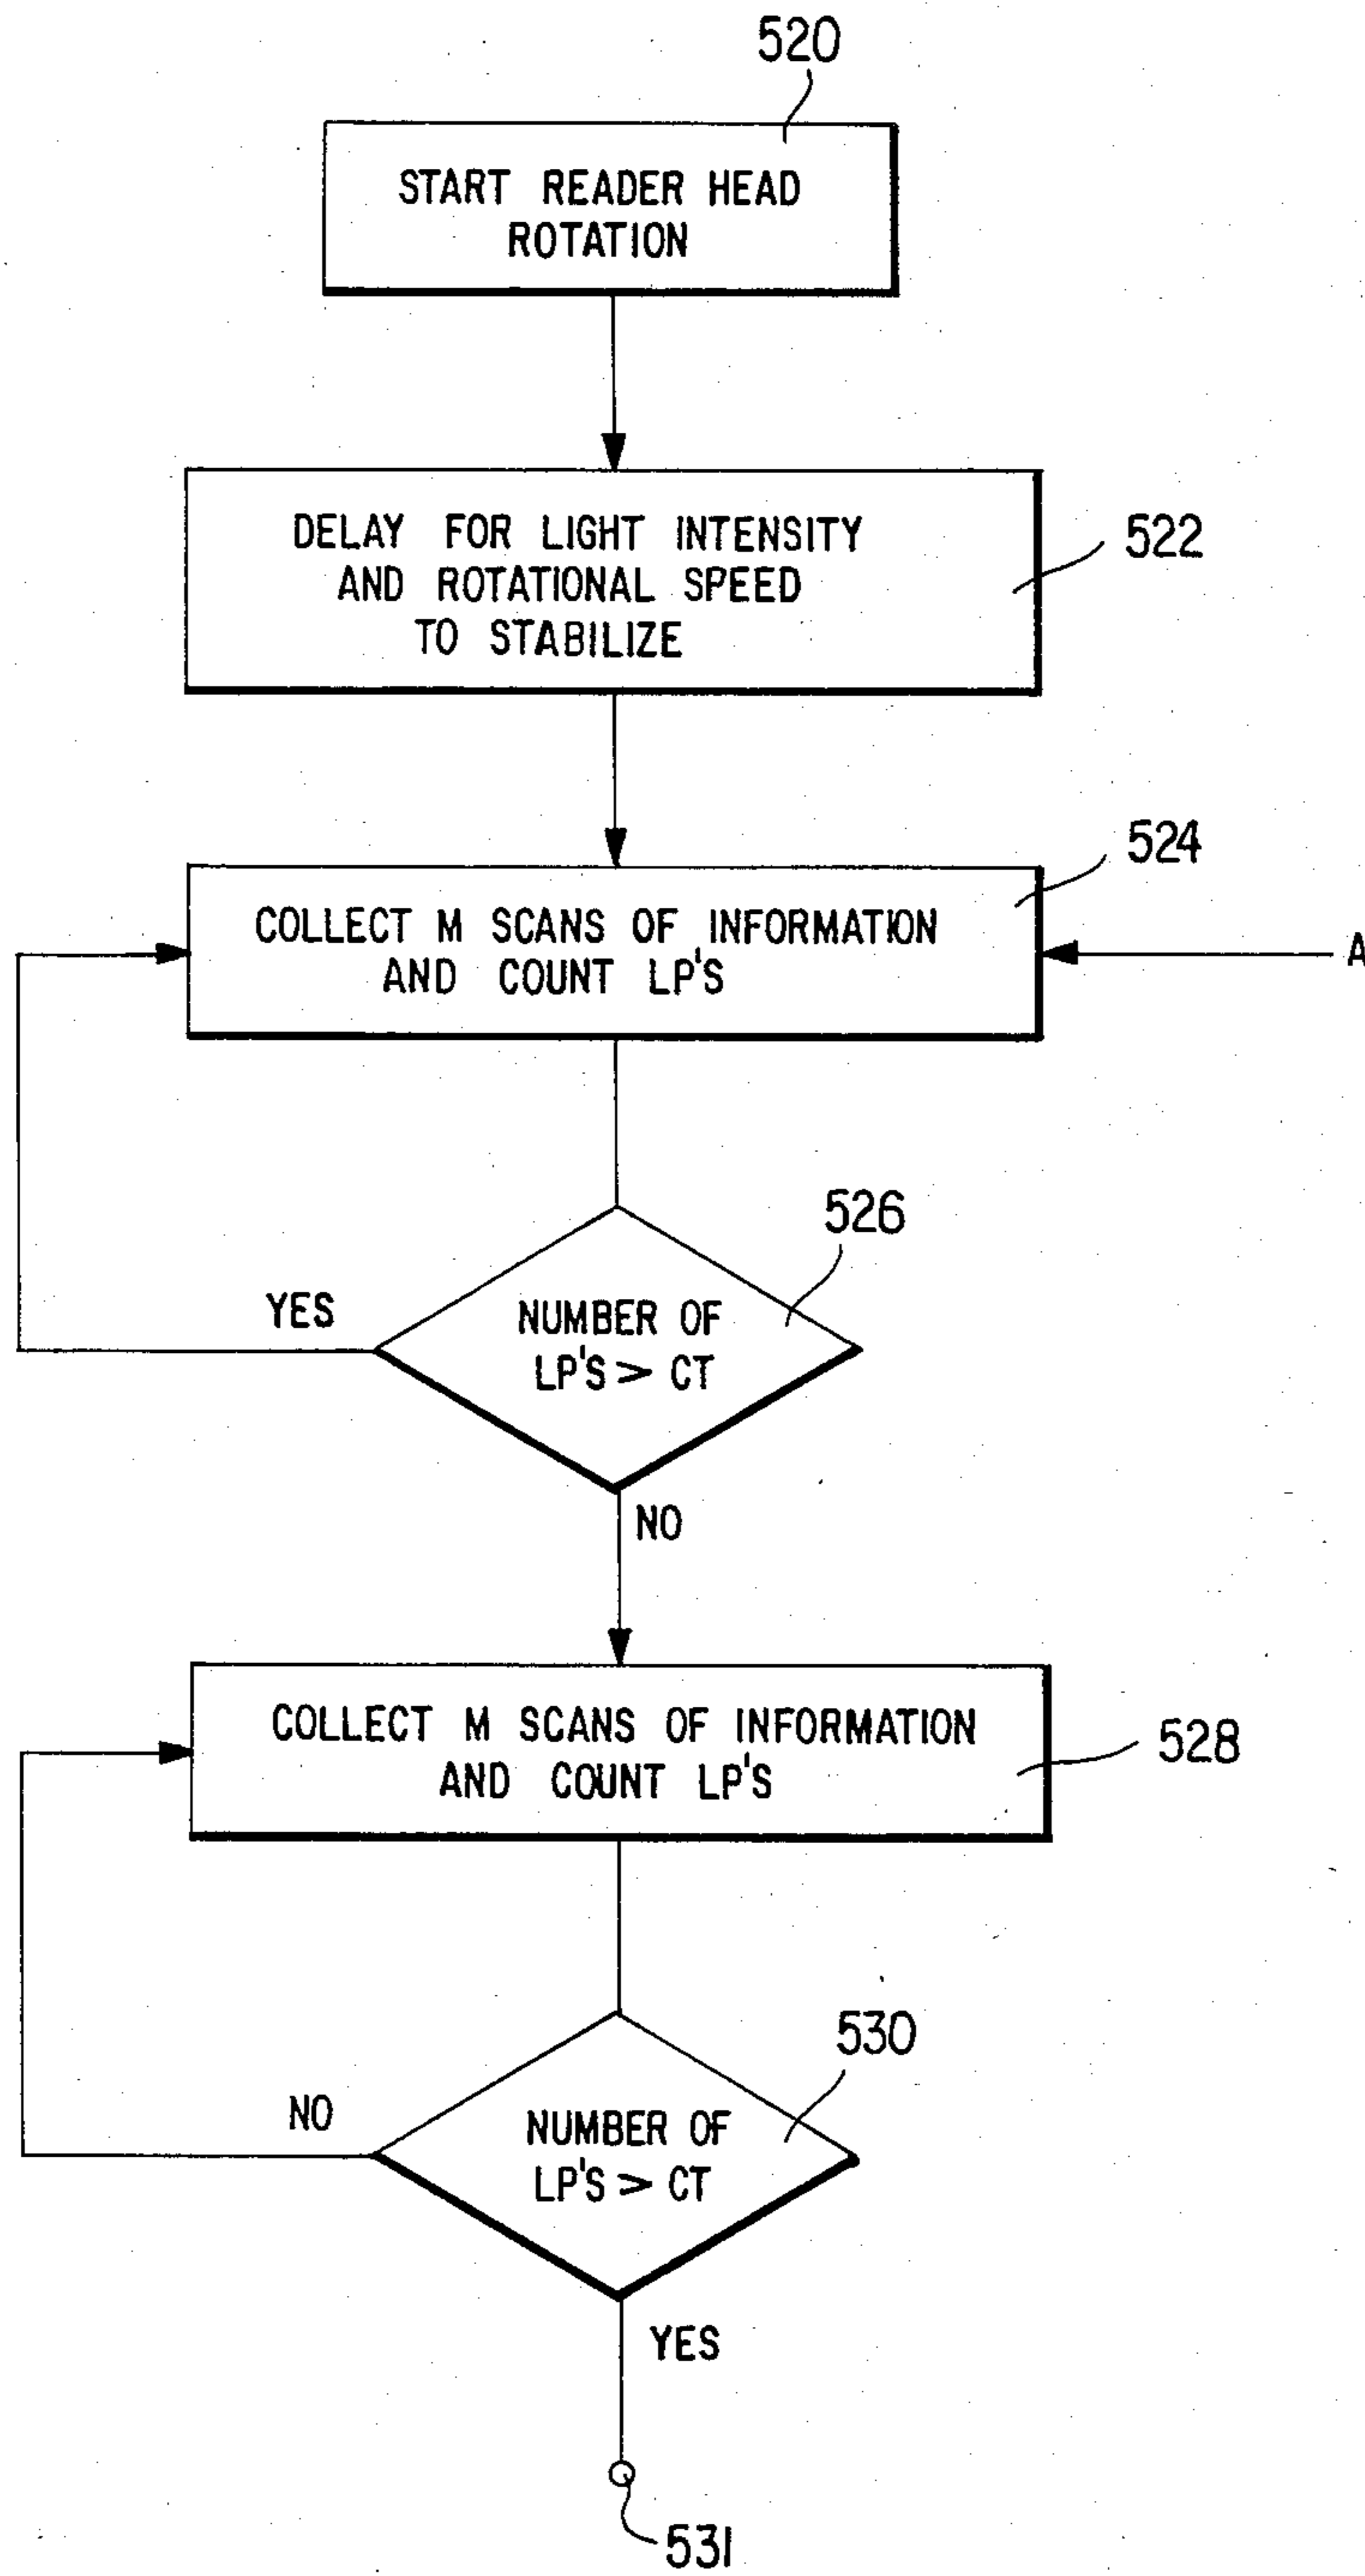 520
START READER HEAD
ROTATION
DELAY FOR LIGHT INTENSITY
AND ROTATIONAL SPEED
TO STABILIZE
522
524
COLLECT M SCANS OF INFORMATION
AND COUNT LP'S
A
526
YES
NUMBER OF
LP'S > CT
NO
COLLECT M SCANS OF INFORMATION
AND COUNT LP'S
528
530
NO
NUMBER OF
LP'S > CT
YES
531